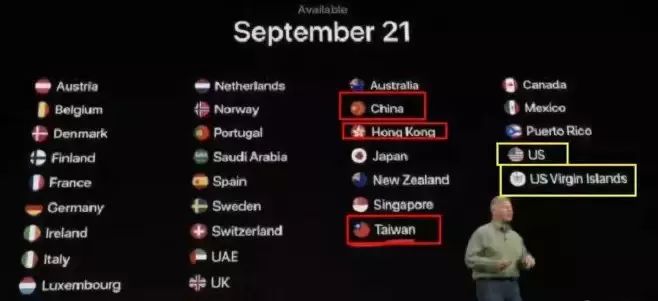 Available
September 21
Austria
Belgium
Denmark
Finland
France
Germany
Ireland
Italy
Luxembourg
Netherlands
Norway
Portugal
Saudi Arabia
Spain
Sweden
Switzerland
UAE
UK
Australia
China
Hong Kong
Japan
New Zealand
Singapore
Taiwan
Canada
Mexico
Puerto Rico
US
US Virgin Islands